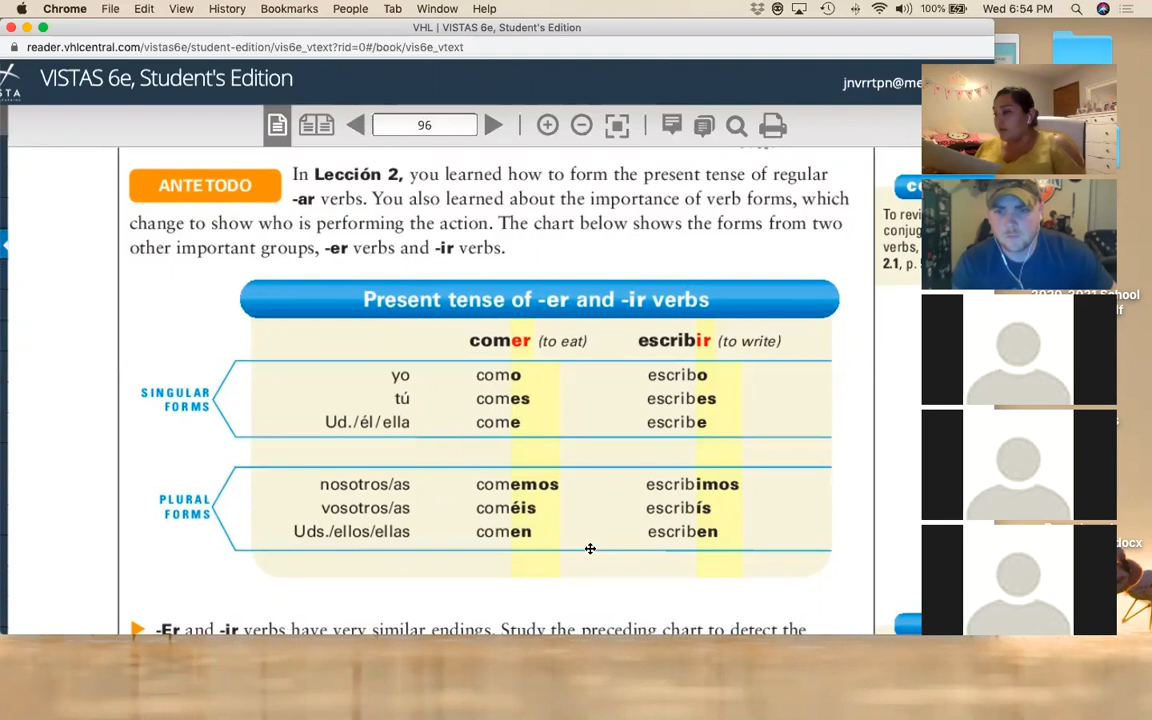 Chrome File Edit View History Bookmarks People Tab Window Help 100% Wed 6:54 PM
VHL | VISTAS 6e, Student's Edition
reader.vhlcentral.com/vistas6e/student-edition/vis6e_vtext?rid=0#/book/vis6e_vtext
STA
VISTAS 6e, Student's Edition
jnvrrtpn@me
96
ANTE TODO
In Lección 2, you learned how to form the present tense of regular
-ar verbs. You also learned about the importance of verb forms, which
change to show who is performing the action. The chart below shows the forms from two
other important groups, -er verbs and -ir verbs.
Present tense of -er and -ir verbs
comer (to eat) escribir (to write)
SINGULAR
FORMS
yo como escribo
tú comes escribes
Ud./él/ella come escribe
PLURAL
FORMS
nosotros/as comemos escribimos
vosotros/as coméis escribís
Uds./ellos/ellas comen escriben
-Er and -ir verbs have very similar endings. Study the preceding chart to detect the
To revi
conjug
verbs,
2.1, p.
School
docx